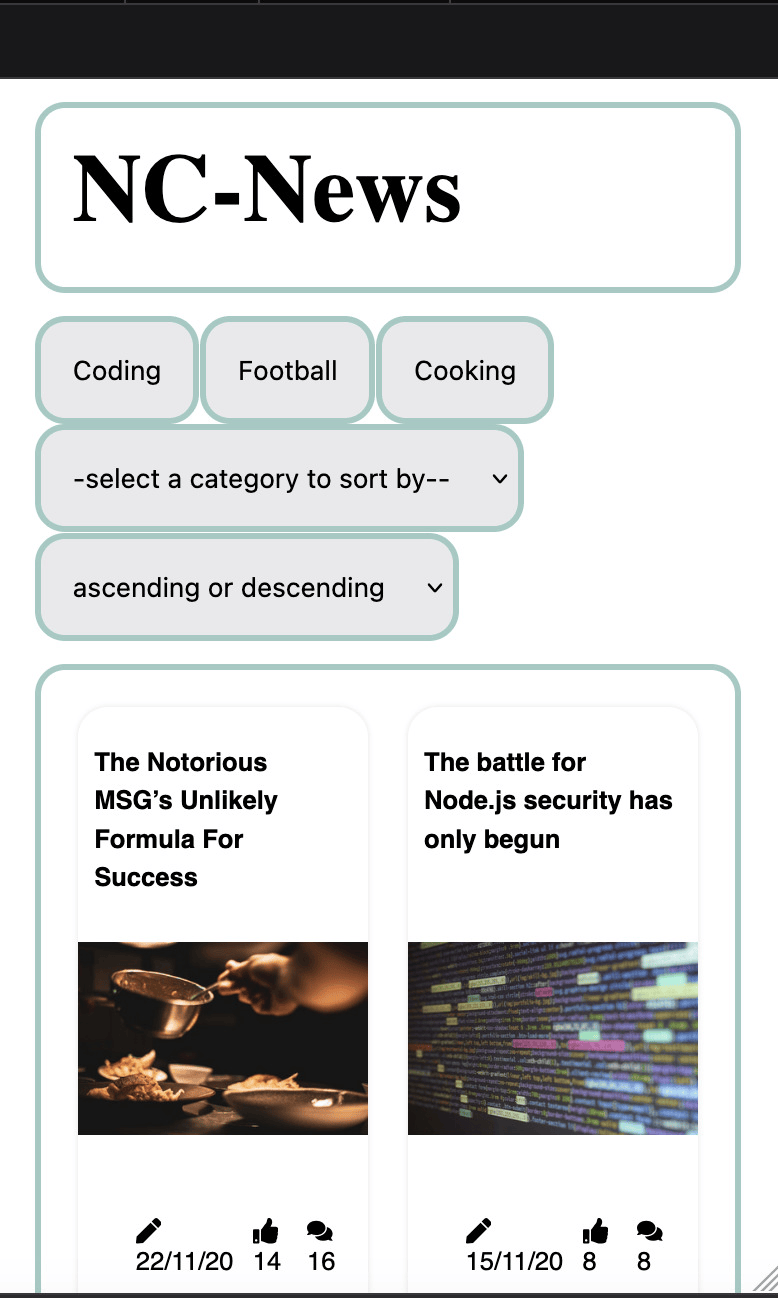 NC-News
Coding
Football
Cooking
-select a category to sort by--
ascending or descending
The Notorious
MSG’s Unlikely
Formula For
Success
The battle for
Node.js security has
only begun
22/11/20 14 16
15/11/20 8 8